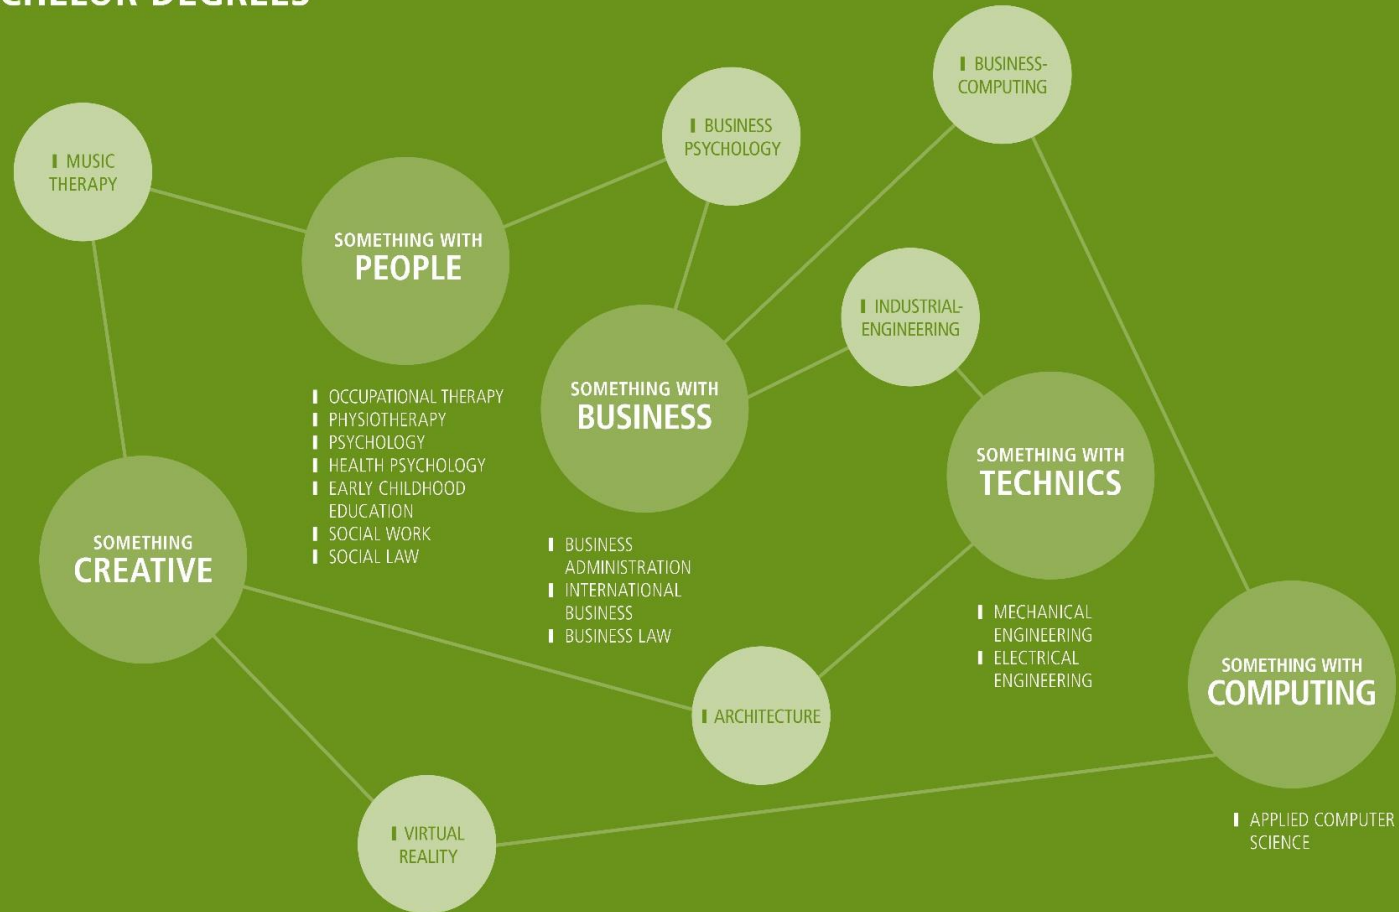 BUSINESS-
COMPUTING
BUSINESS
PSYCHOLOGY
MUSIC
THERAPY
SOMETHING WITH
PEOPLE
INDUSTRIAL-
ENGINEERING
OCCUPATIONAL THERAPY
PHYSIOTHERAPY
PSYCHOLOGY
HEALTH PSYCHOLOGY
EARLY CHILDHOOD
EDUCATION
SOCIAL WORK
SOCIAL LAW
SOMETHING WITH
BUSINESS
BUSINESS
ADMINISTRATION
INTERNATIONAL
BUSINESS
BUSINESS LAW
SOMETHING WITH
TECHNICS
MECHANICAL
ENGINEERING
ELECTRICAL
ENGINEERING
SOMETHING
CREATIVE
ARCHITECTURE
SOMETHING WITH
COMPUTING
APPLIED COMPUTER
SCIENCE
VIRTUAL
REALITY